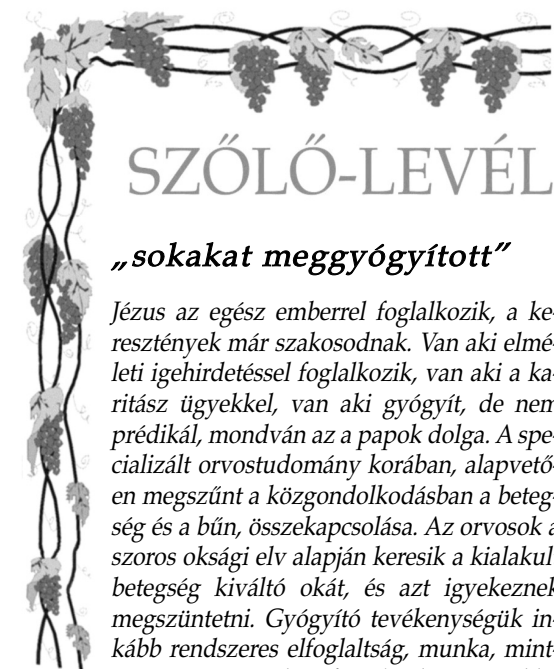 SZŐLŐ-LEVÉL
„sokakat meggyógyított”
Jézus az egész emberrel foglalkozik, a ke-
resztények már szakosodnak. Van aki elmé-
leti igehirdetéssel foglalkozik, van aki a ka-
ritász ügyekkel, van aki gyógyít, de nem
prédikál, mondván az a papok dolga. A spe-
cializált orvostudomány korában, alapvető-
en megszűnt a közgondolkodásban a beteg-
ség és a bűn, összekapcsolása. Az orvosok a
szoros oksági elv alapján keresik a kialakul
betegség kiváltó okát, és azt igyekeznek
megszüntetni. Gyógyító tevékenységük in-
kább rendszeres elfoglaltság, munka, mint-